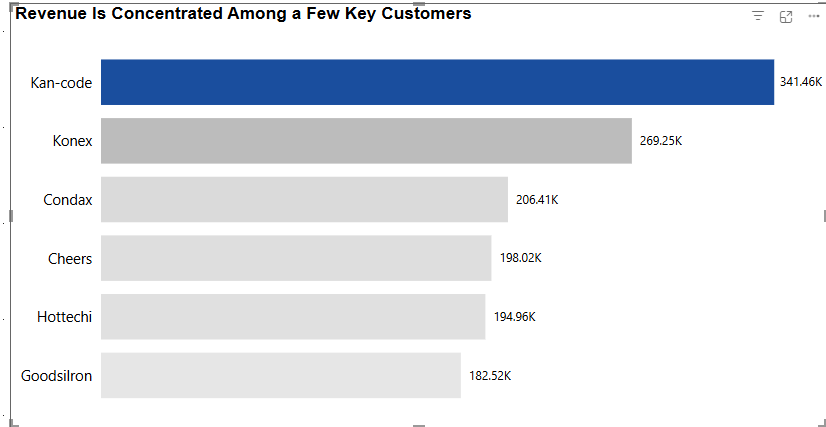 Revenue Is Concentrated Among a Few Key Customers
Kan-code 341.46K
Konex 269.25K
Condax 206.41K
Cheers 198.02K
Hottechi 194.96K
Goodsilron 182.52K